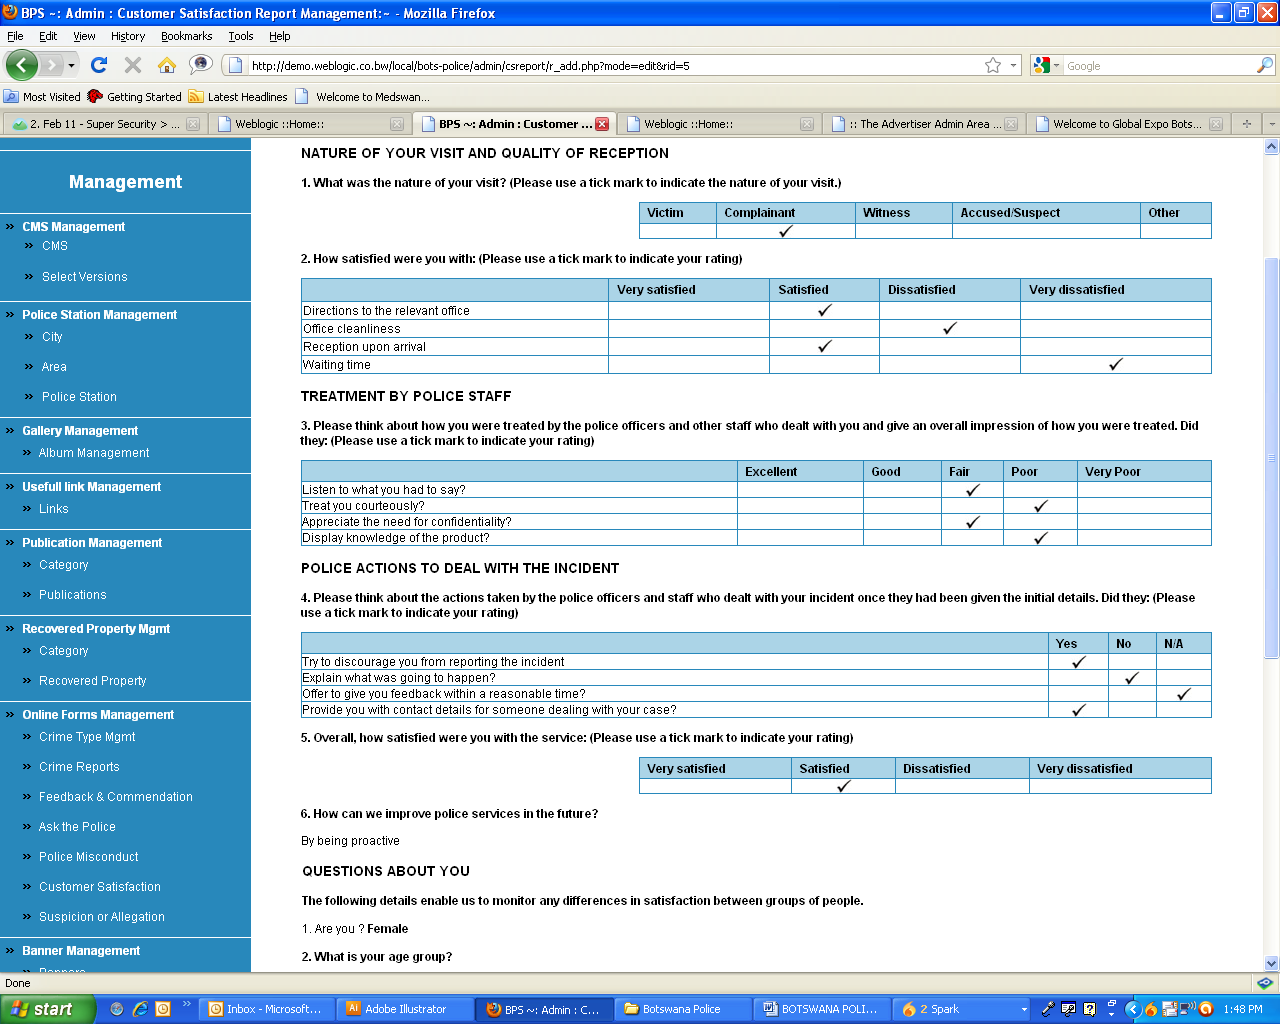 BPS ~: Admin : Customer Satisfaction Report Management:~ - Mozilla Firefox
File Edit View History Bookmarks Tools Help
http://demo.weblogic.co.bw/local/bots-police/admin/csreport/r_add.php?mode=edit&rid=5
Google
Most Visited Getting Started Latest Headlines Welcome to Medswan...
2. Feb 11 - Super Security > ... Weblogic ::Home:: BPS ~: Admin : Customer ... Weblogic ::Home:: :: The Advertiser Admin Area ... Welcome to Global Expo Bots...
Management
CMS Management
CMS
Select Versions
Police Station Management
City
Area
Police Station
Gallery Management
Album Management
Usefull link Management
Links
Publication Management
Category
Publications
Recovered Property Mgmt
Category
Recovered Property
Online Forms Management
Crime Type Mgmt
Crime Reports
Feedback & Commendation
Ask the Police
Police Misconduct
Customer Satisfaction
Suspicion or Allegation
Banner Management
Banners
NATURE OF YOUR VISIT AND QUALITY OF RECEPTION
1. What was the nature of your visit? (Please use a tick mark to indicate the nature of your visit.)
Victim Complainant Witness Accused/Suspect Other
2. How satisfied were you with: (Please use a tick mark to indicate your rating)
Very satisfied Satisfied Dissatisfied Very dissatisfied
Directions to the relevant office
Office cleanliness
Reception upon arrival
Waiting time
TREATMENT BY POLICE STAFF
3. Please think about how you were treated by the police officers and other staff who dealt with you and give an overall impression of how you were treated. Did
they: (Please use a tick mark to indicate your rating)
Excellent Good Fair Poor Very Poor
Listen to what you had to say?
Treat you courteously?
Appreciate the need for confidentiality?
Display knowledge of the product?
POLICE ACTIONS TO DEAL WITH THE INCIDENT
4. Please think about the actions taken by the police officers and staff who dealt with your incident once they had been given the initial details. Did they: (Please
use a tick mark to indicate your rating)
Yes No N/A
Try to discourage you from reporting the incident
Explain what was going to happen?
Offer to give you feedback within a reasonable time?
Provide you with contact details for someone dealing with your case?
5. Overall, how satisfied were you with the service: (Please use a tick mark to indicate your rating)
Very satisfied Satisfied Dissatisfied Very dissatisfied
6. How can we improve police services in the future?
By being proactive
QUESTIONS ABOUT YOU
The following details enable us to monitor any differences in satisfaction between groups of people.
1. Are you ? Female
2. What is your age group?
Done
start Inbox - Microsoft... Adobe Illustrator BPS ~: Admin : C... Botswana Police BOTSWANA POLI... 2 Spark 1:48 PM